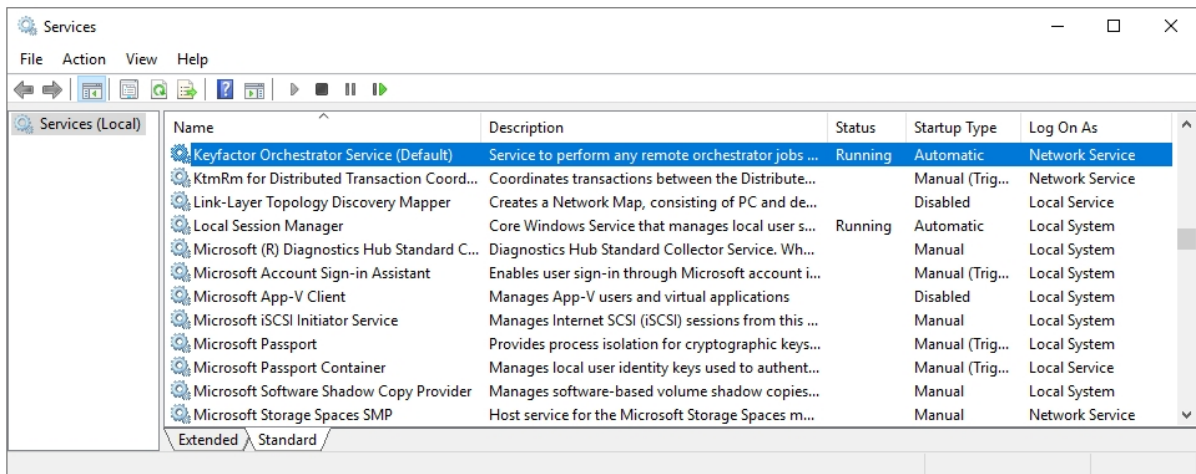 Services
File Action View Help
Services (Local)
Name Description Status Startup Type Log On As
Keyfactor Orchestrator Service (Default) Service to perform any remote orchestrator jobs ... Running Automatic Network Service
KtmRm for Distributed Transaction Coord... Coordinates transactions between the Distribute... Manual (Trig... Network Service
Link-Layer Topology Discovery Mapper Creates a Network Map, consisting of PC and de... Disabled Local Service
Local Session Manager Core Windows Service that manages local user s... Running Automatic Local System
Microsoft (R) Diagnostics Hub Standard C... Diagnostics Hub Standard Collector Service. Wh... Manual Local System
Microsoft Account Sign-in Assistant Enables user sign-in through Microsoft account i... Manual (Trig... Local System
Microsoft App-V Client Manages App-V users and virtual applications Disabled Local System
Microsoft iSCSI Initiator Service Manages Internet SCSI (iSCSI) sessions from this ... Manual Local System
Microsoft Passport Provides process isolation for cryptographic keys... Manual (Trig... Local System
Microsoft Passport Container Manages local user identity keys used to authent... Manual (Trig... Local Service
Microsoft Software Shadow Copy Provider Manages software-based volume shadow copies... Manual Local System
Microsoft Storage Spaces SMP Host service for the Microsoft Storage Spaces m... Manual Network Service
Extended Standard